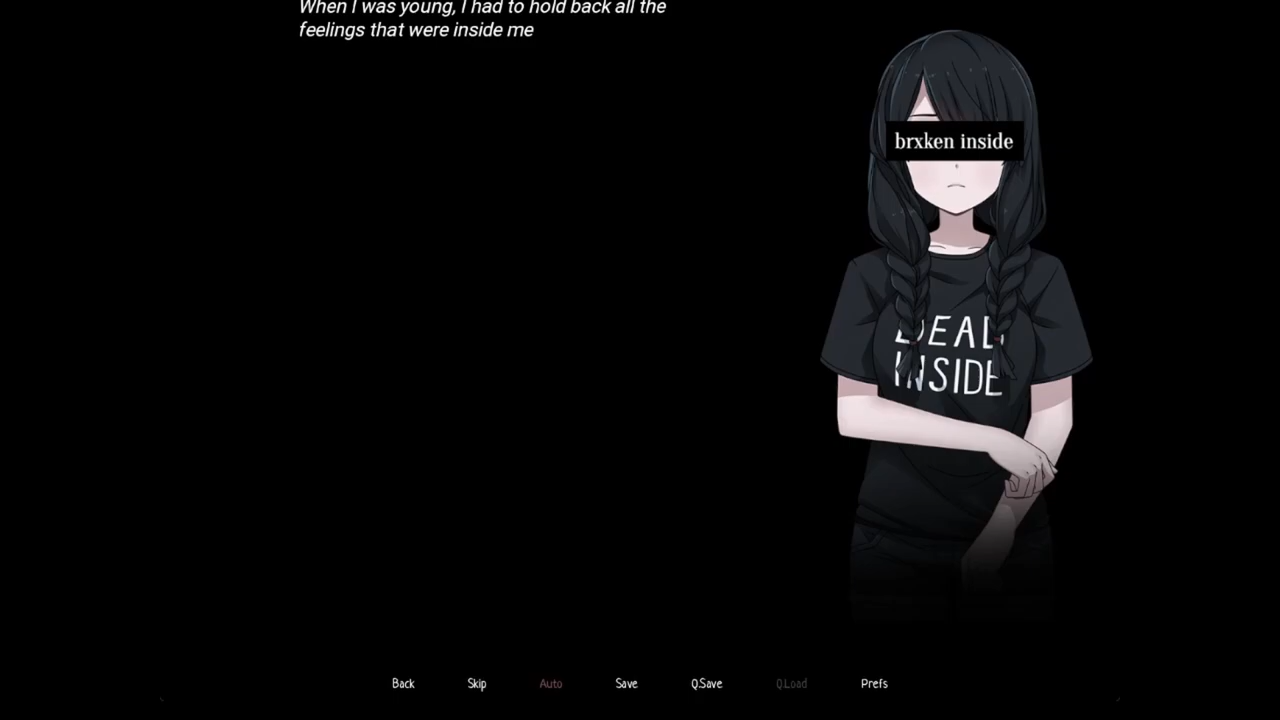 When I was young, I had to hold back all the
feelings that were inside me
brxken inside
DEAD
INSIDE
Back Skip Auto Save Q.Save Q.Load Prefs